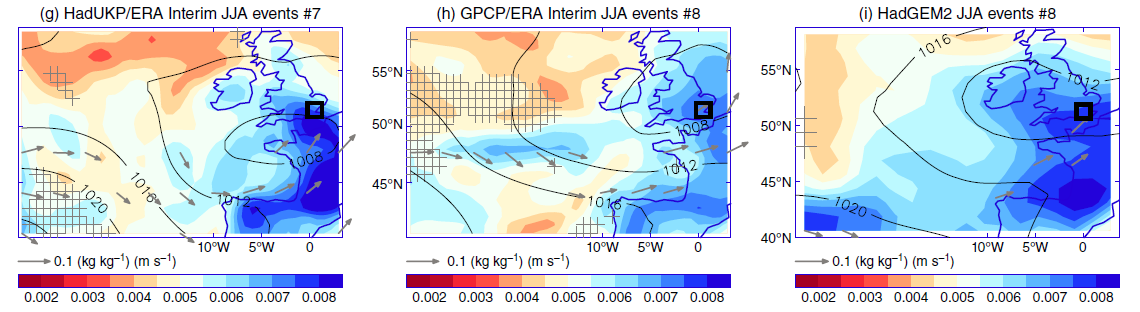 (g) HadUKP/ERA Interim JJA events #7
(h) GPCP/ERA Interim JJA events #8
(i) HadGEM2 JJA events #8
1008
1012
1016
1020
10°W 5°W 0
55°N
50°N
45°N
1008
1012
1016
10°W 5°W 0
55°N
50°N
45°N
40°N
1016
1012
1020
10°W 5°W 0
0.1 (kg kg⁻¹) (m s⁻¹)
0.1 (kg kg⁻¹) (m s⁻¹)
0.1 (kg kg⁻¹) (m s⁻¹)
0.002 0.003 0.004 0.005 0.006 0.007 0.008
0.002 0.003 0.004 0.005 0.006 0.007 0.008
0.002 0.003 0.004 0.005 0.006 0.007 0.008